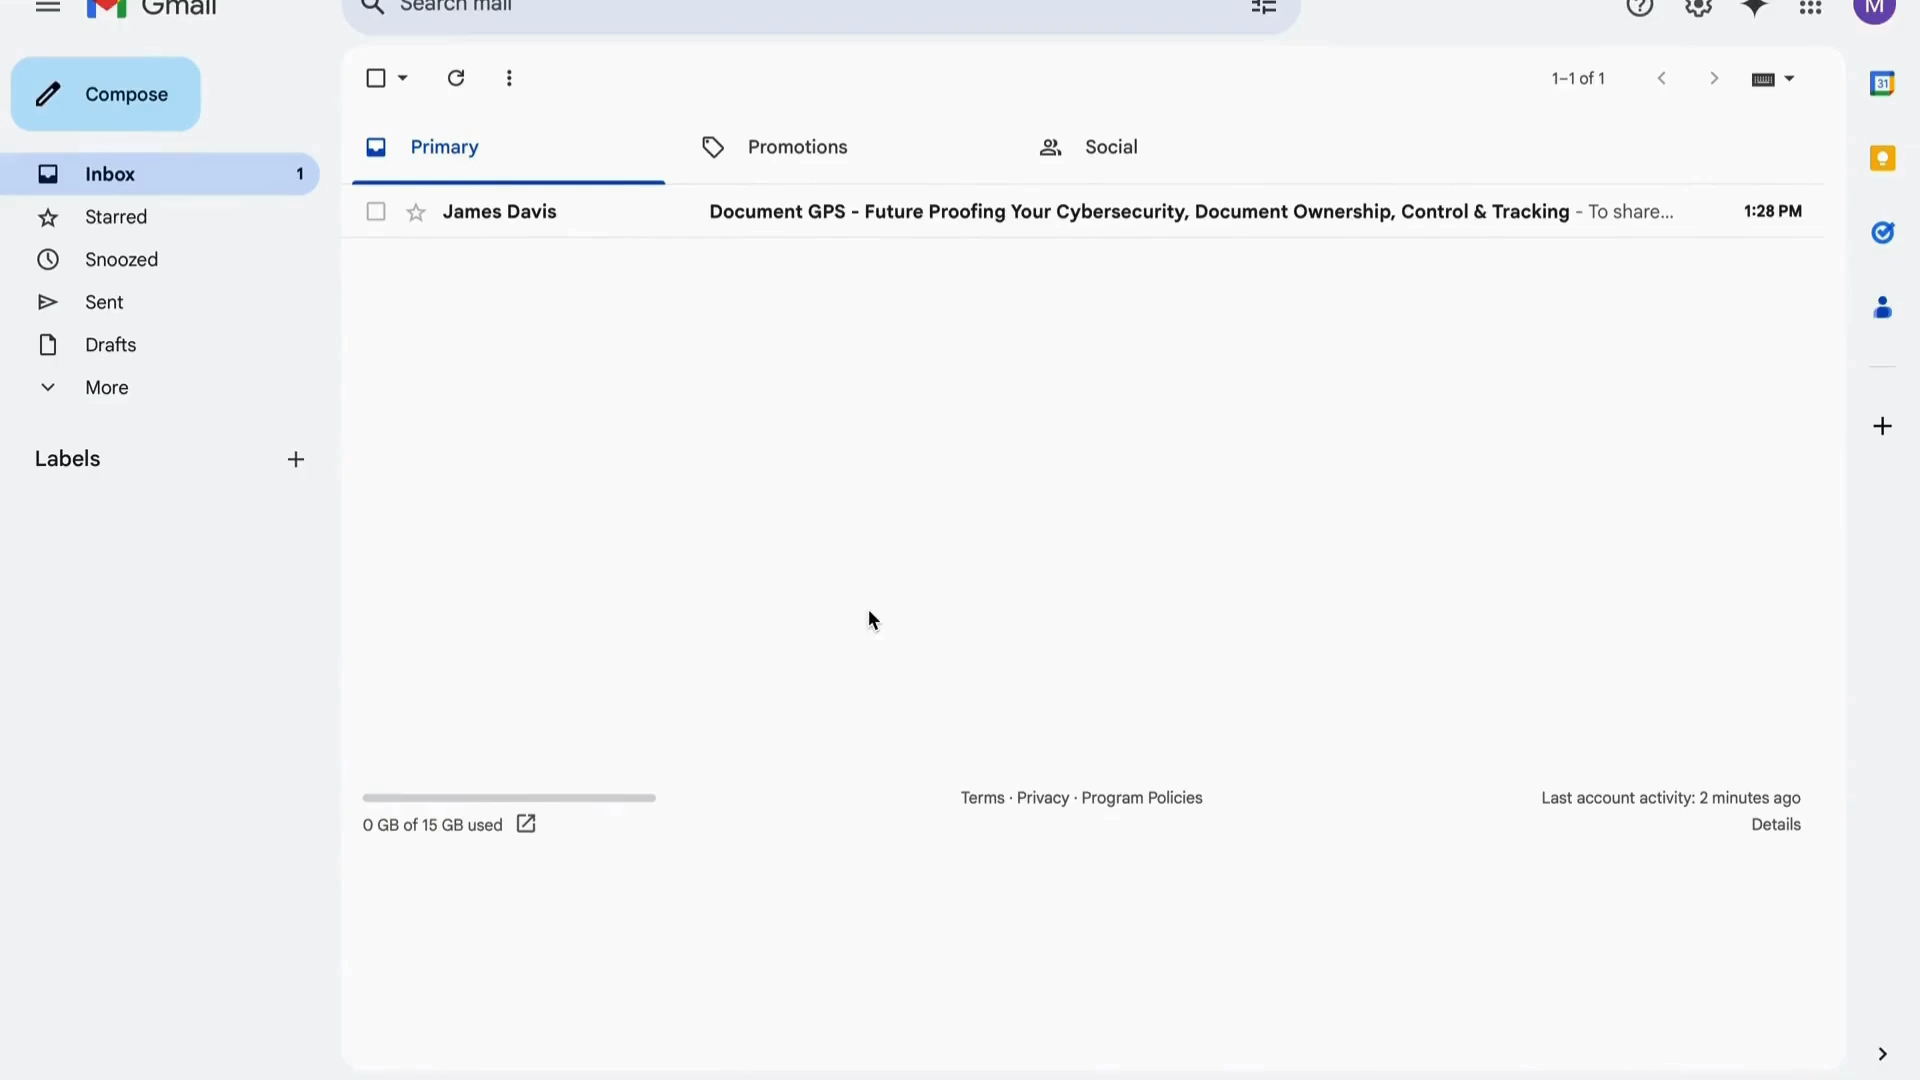 Gmail
Search mail
M
Compose
1–1 of 1
31
Primary
Promotions
Social
Inbox 1
James Davis Document GPS - Future Proofing Your Cybersecurity, Document Ownership, Control & Tracking - To share... 1:28 PM
Starred
Snoozed
Sent
Drafts
More
Labels
Terms · Privacy · Program Policies
Last account activity: 2 minutes ago
0 GB of 15 GB used
Details